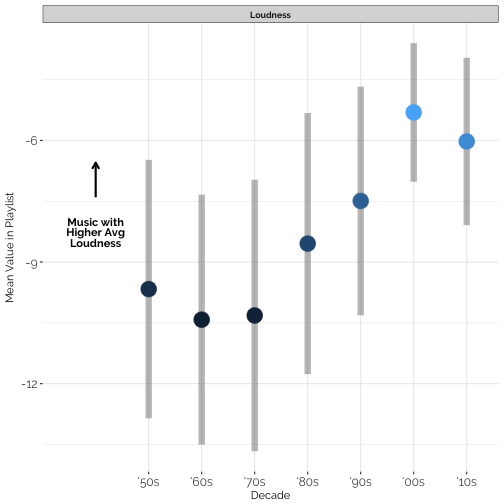 Loudness
Mean Value in Playlist
-6
-9
-12
Music with
Higher Avg
Loudness
'50s
'60s
'70s
'80s
'90s
'00s
'10s
Decade